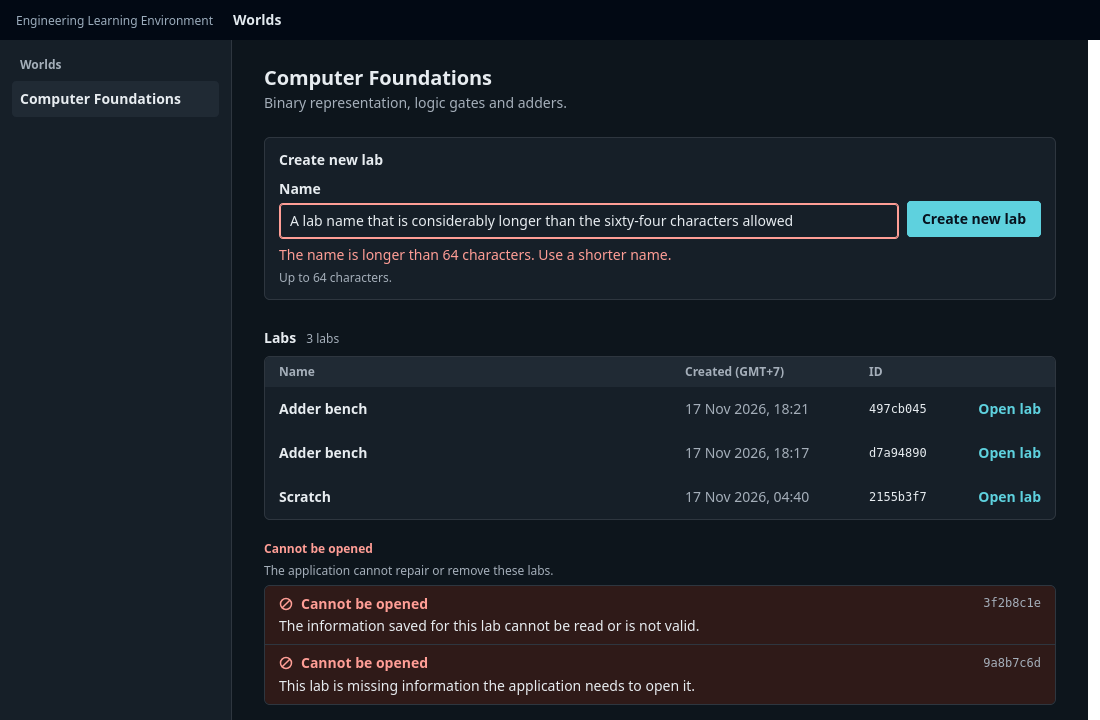 Engineering Learning Environment Worlds
Worlds
Computer Foundations
Computer Foundations
Binary representation, logic gates and adders.
Create new lab
Name
A lab name that is considerably longer than the sixty-four characters allowed
Create new lab
The name is longer than 64 characters. Use a shorter name.
Up to 64 characters.
Labs 3 labs
Name Created (GMT+7) ID
Adder bench 17 Nov 2026, 18:21 497cb045 Open lab
Adder bench 17 Nov 2026, 18:17 d7a94890 Open lab
Scratch 17 Nov 2026, 04:40 2155b3f7 Open lab
Cannot be opened
The application cannot repair or remove these labs.
Cannot be opened 3f2b8c1e
The information saved for this lab cannot be read or is not valid.
Cannot be opened 9a8b7c6d
This lab is missing information the application needs to open it.